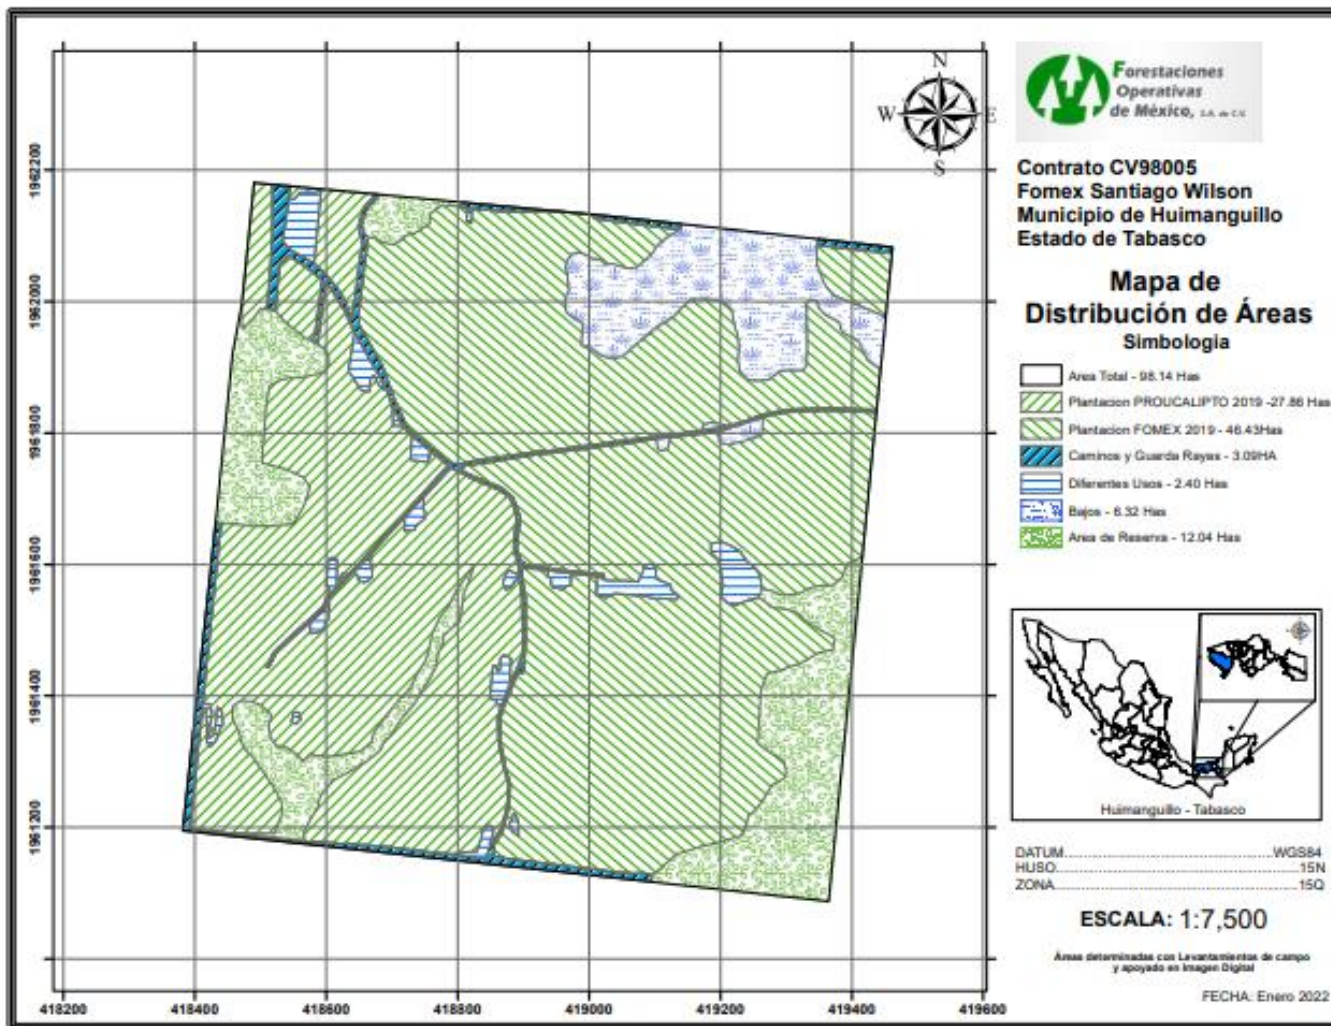 N
W
E
S
Forestaciones
Operativas
de México, S.A. de C.V.
Contrato CV98005
Fomex Santiago Wilson
Municipio de Huimanguillo
Estado de Tabasco
Mapa de
Distribución de Áreas
Simbologia
Area Total - 98.14 Has
Plantacion PROUCALIPTO 2019 -27.86 Has
Plantacion FOMEX 2019 - 46.43Has
Caminos y Guarda Rayas - 3.09HA
Diferentes Usos - 2.40 Has
Bajos - 6.32 Has
Area de Reserva - 12.04 Has
Huimanguillo - Tabasco
DATUM WGS84
HUSO 15N
ZONA 15Q
ESCALA: 1:7,500
Áreas determinadas con Levantamientos de campo
y apoyado en Imagen Digital
FECHA: Enero 2022
1962200
1962000
1961800
1961600
1961400
1961200
418200 418400 418600 418800 419000 419200 419400 419600